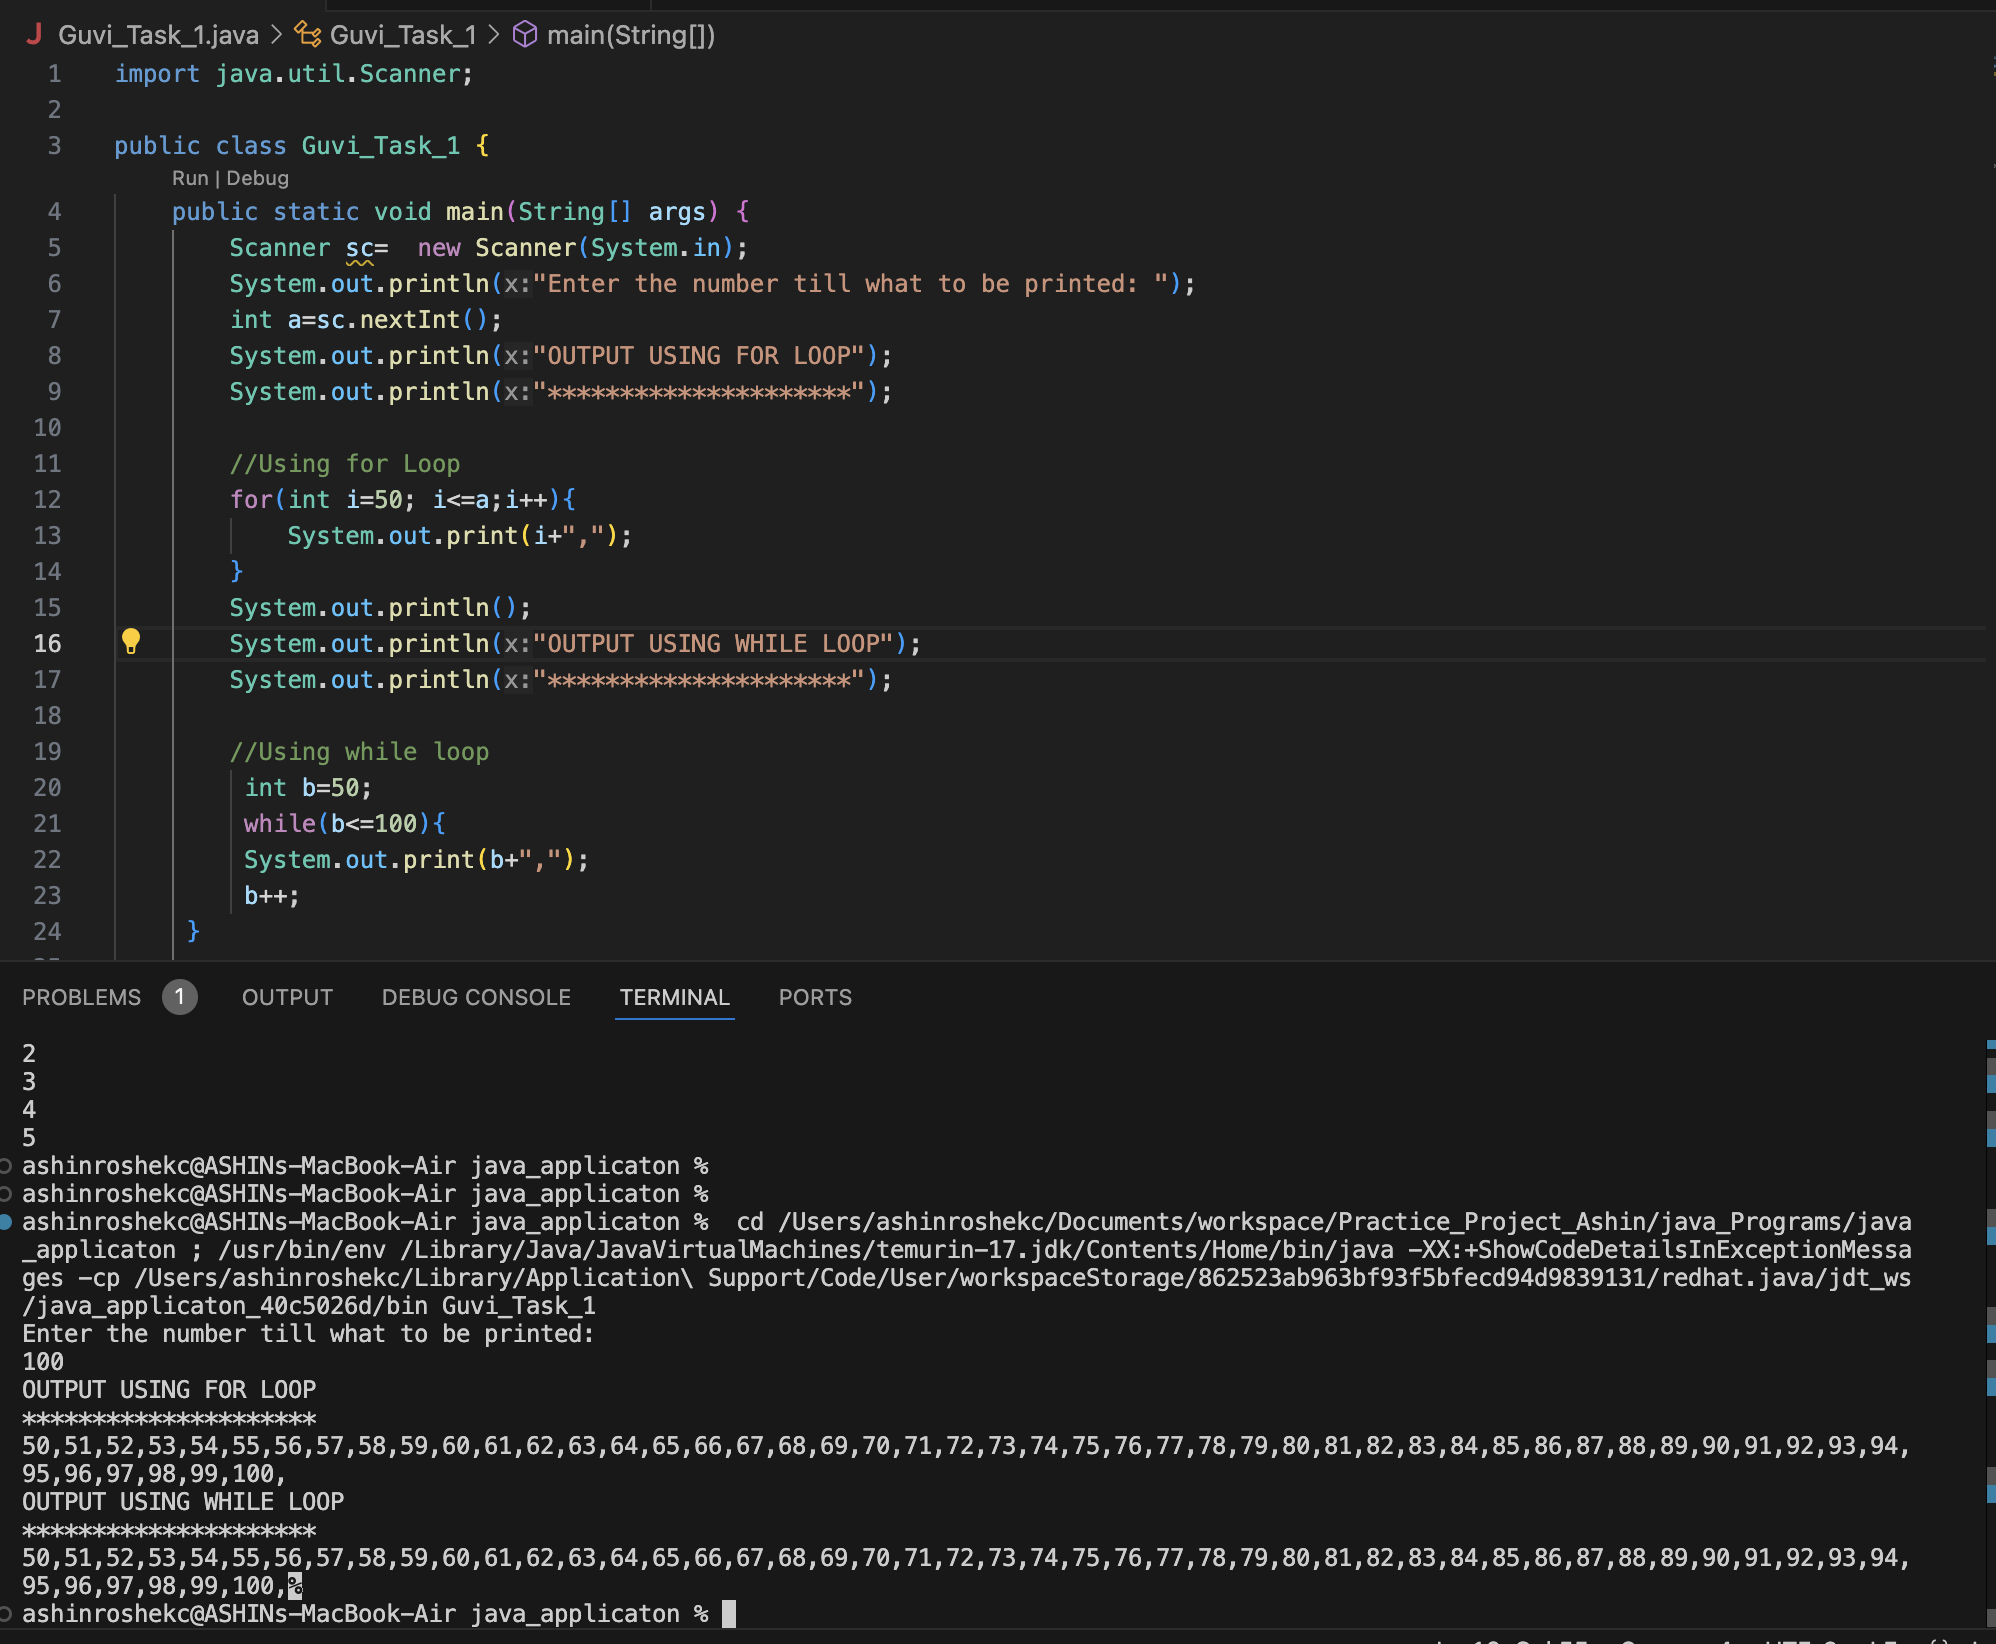 Guvi_Task_1.java > Guvi_Task_1 > main(String[])
1 import java.util.Scanner;
2
3 public class Guvi_Task_1 {
Run | Debug
4 public static void main(String[] args) {
5 Scanner sc=  new Scanner(System.in);
6 System.out.println(x:"Enter the number till what to be printed: ");
7 int a=sc.nextInt();
8 System.out.println(x:"OUTPUT USING FOR LOOP");
9 System.out.println(x:"*********************");
10
11 //Using for Loop
12 for(int i=50; i<=a;i++){
13 System.out.print(i+",");
14 }
15 System.out.println();
16 System.out.println(x:"OUTPUT USING WHILE LOOP");
17 System.out.println(x:"*********************");
18
19 //Using while loop
20 int b=50;
21 while(b<=100){
22 System.out.print(b+",");
23 b++;
24 }
PROBLEMS 1 OUTPUT DEBUG CONSOLE TERMINAL PORTS
2
3
4
5
ashinroshekc@ASHINs-MacBook-Air java_applicaton %
ashinroshekc@ASHINs-MacBook-Air java_applicaton %
ashinroshekc@ASHINs-MacBook-Air java_applicaton %  cd /Users/ashinroshekc/Documents/workspace/Practice_Project_Ashin/java_Programs/java
_applicaton ; /usr/bin/env /Library/Java/JavaVirtualMachines/temurin-17.jdk/Contents/Home/bin/java -XX:+ShowCodeDetailsInExceptionMessa
ges -cp /Users/ashinroshekc/Library/Application\ Support/Code/User/workspaceStorage/862523ab963bf93f5bfecd94d9839131/redhat.java/jdt_ws
/java_applicaton_40c5026d/bin Guvi_Task_1
Enter the number till what to be printed:
100
OUTPUT USING FOR LOOP
*********************
50,51,52,53,54,55,56,57,58,59,60,61,62,63,64,65,66,67,68,69,70,71,72,73,74,75,76,77,78,79,80,81,82,83,84,85,86,87,88,89,90,91,92,93,94,
95,96,97,98,99,100,
OUTPUT USING WHILE LOOP
*********************
50,51,52,53,54,55,56,57,58,59,60,61,62,63,64,65,66,67,68,69,70,71,72,73,74,75,76,77,78,79,80,81,82,83,84,85,86,87,88,89,90,91,92,93,94,
95,96,97,98,99,100,%
ashinroshekc@ASHINs-MacBook-Air java_applicaton %